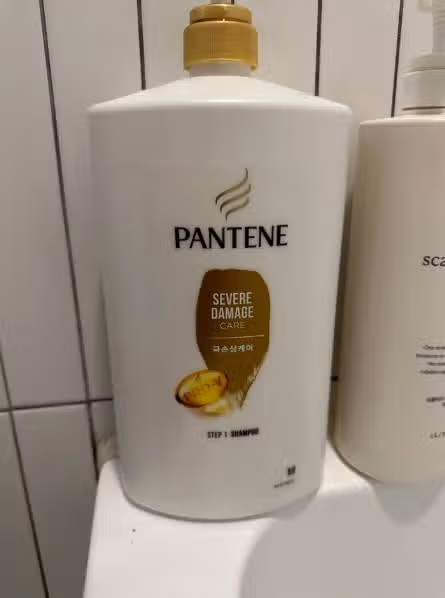 PANTENE
SEVERE
DAMAGE
CARE
극손상케어
STEP 1 SHAMPOO
sca